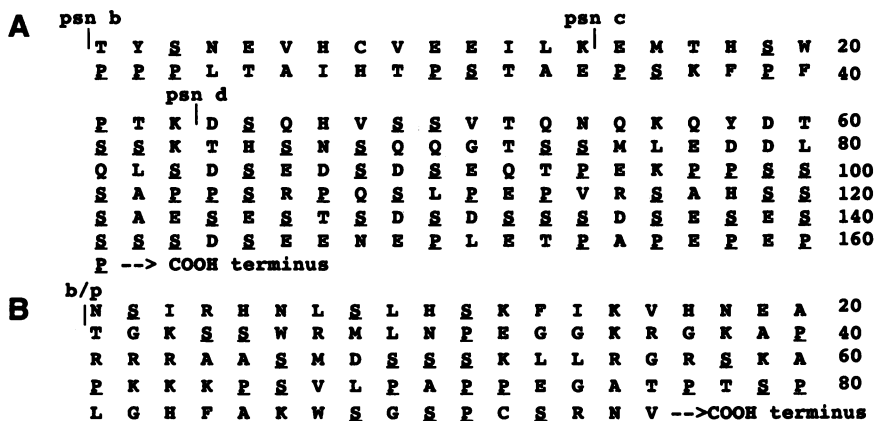 A
psn b psn c
T Y S N E V H C V E E I L K E M T H S W 20
P P P L T A I H T P S T A E P S K F P F 40
psn d
P T K D S Q H V S S V T Q N Q K Q Y D T 60
S S K T H S N S Q Q G T S S M L E D D L 80
Q L S D S E D S D S E Q T P E K P P S S 100
S A P P S R P Q S L P E P V R S A H S S 120
S A E S E S T S D S D S S S D S E S E S 140
S S S D S E E N E P L E T P A P E P E P 160
P --> COOH terminus
b/p
B
N S I R H N L S L H S K F I K V H N E A 20
T G K S S W R M L N P E G G K R G K A P 40
R R R A A S M D S S S K L L R G R S K A 60
P K K K P S V L P A P P E G A T P T S P 80
L G H F A K W S G S P C S R N V -->COOH terminus